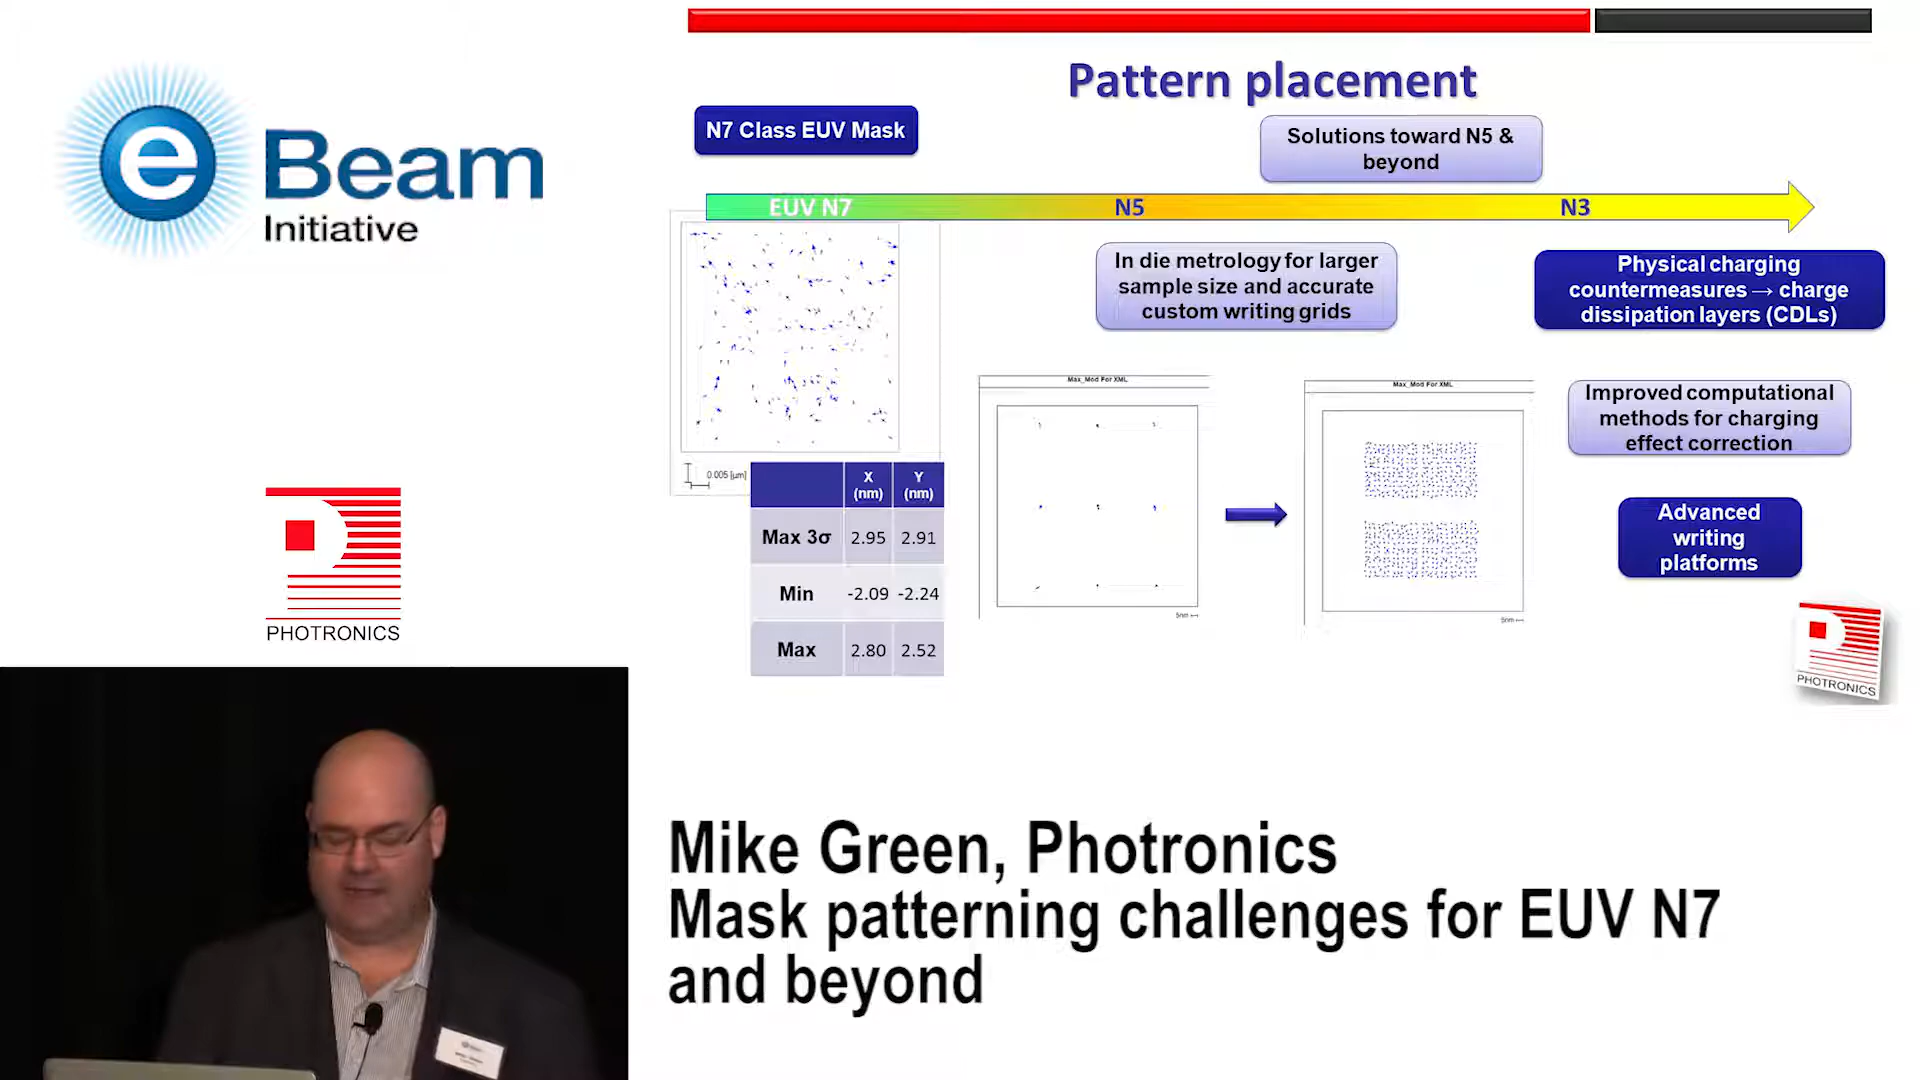 e Beam
Initiative
PHOTRONICS
Pattern placement
N7 Class EUV Mask
Solutions toward N5 &
beyond
EUV N7
N5
N3
In die metrology for larger
sample size and accurate
custom writing grids
Physical charging
countermeasures → charge
dissipation layers (CDLs)
Improved computational
methods for charging
effect correction
Advanced
writing
platforms
0.005 [µm]
X
(nm)
Y
(nm)
Max 3σ 2.95 2.91
Min -2.09 -2.24
Max 2.80 2.52
Max_Mod For XML
5nm
Max_Mod For XML
5nm
PHOTRONICS
Mike Green, Photronics
Mask patterning challenges for EUV N7
and beyond